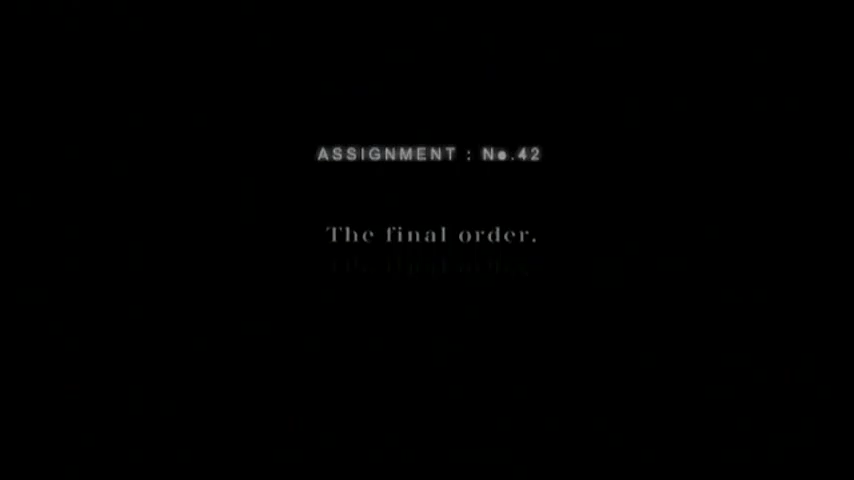 ASSIGNMENT : No.42
The final order.